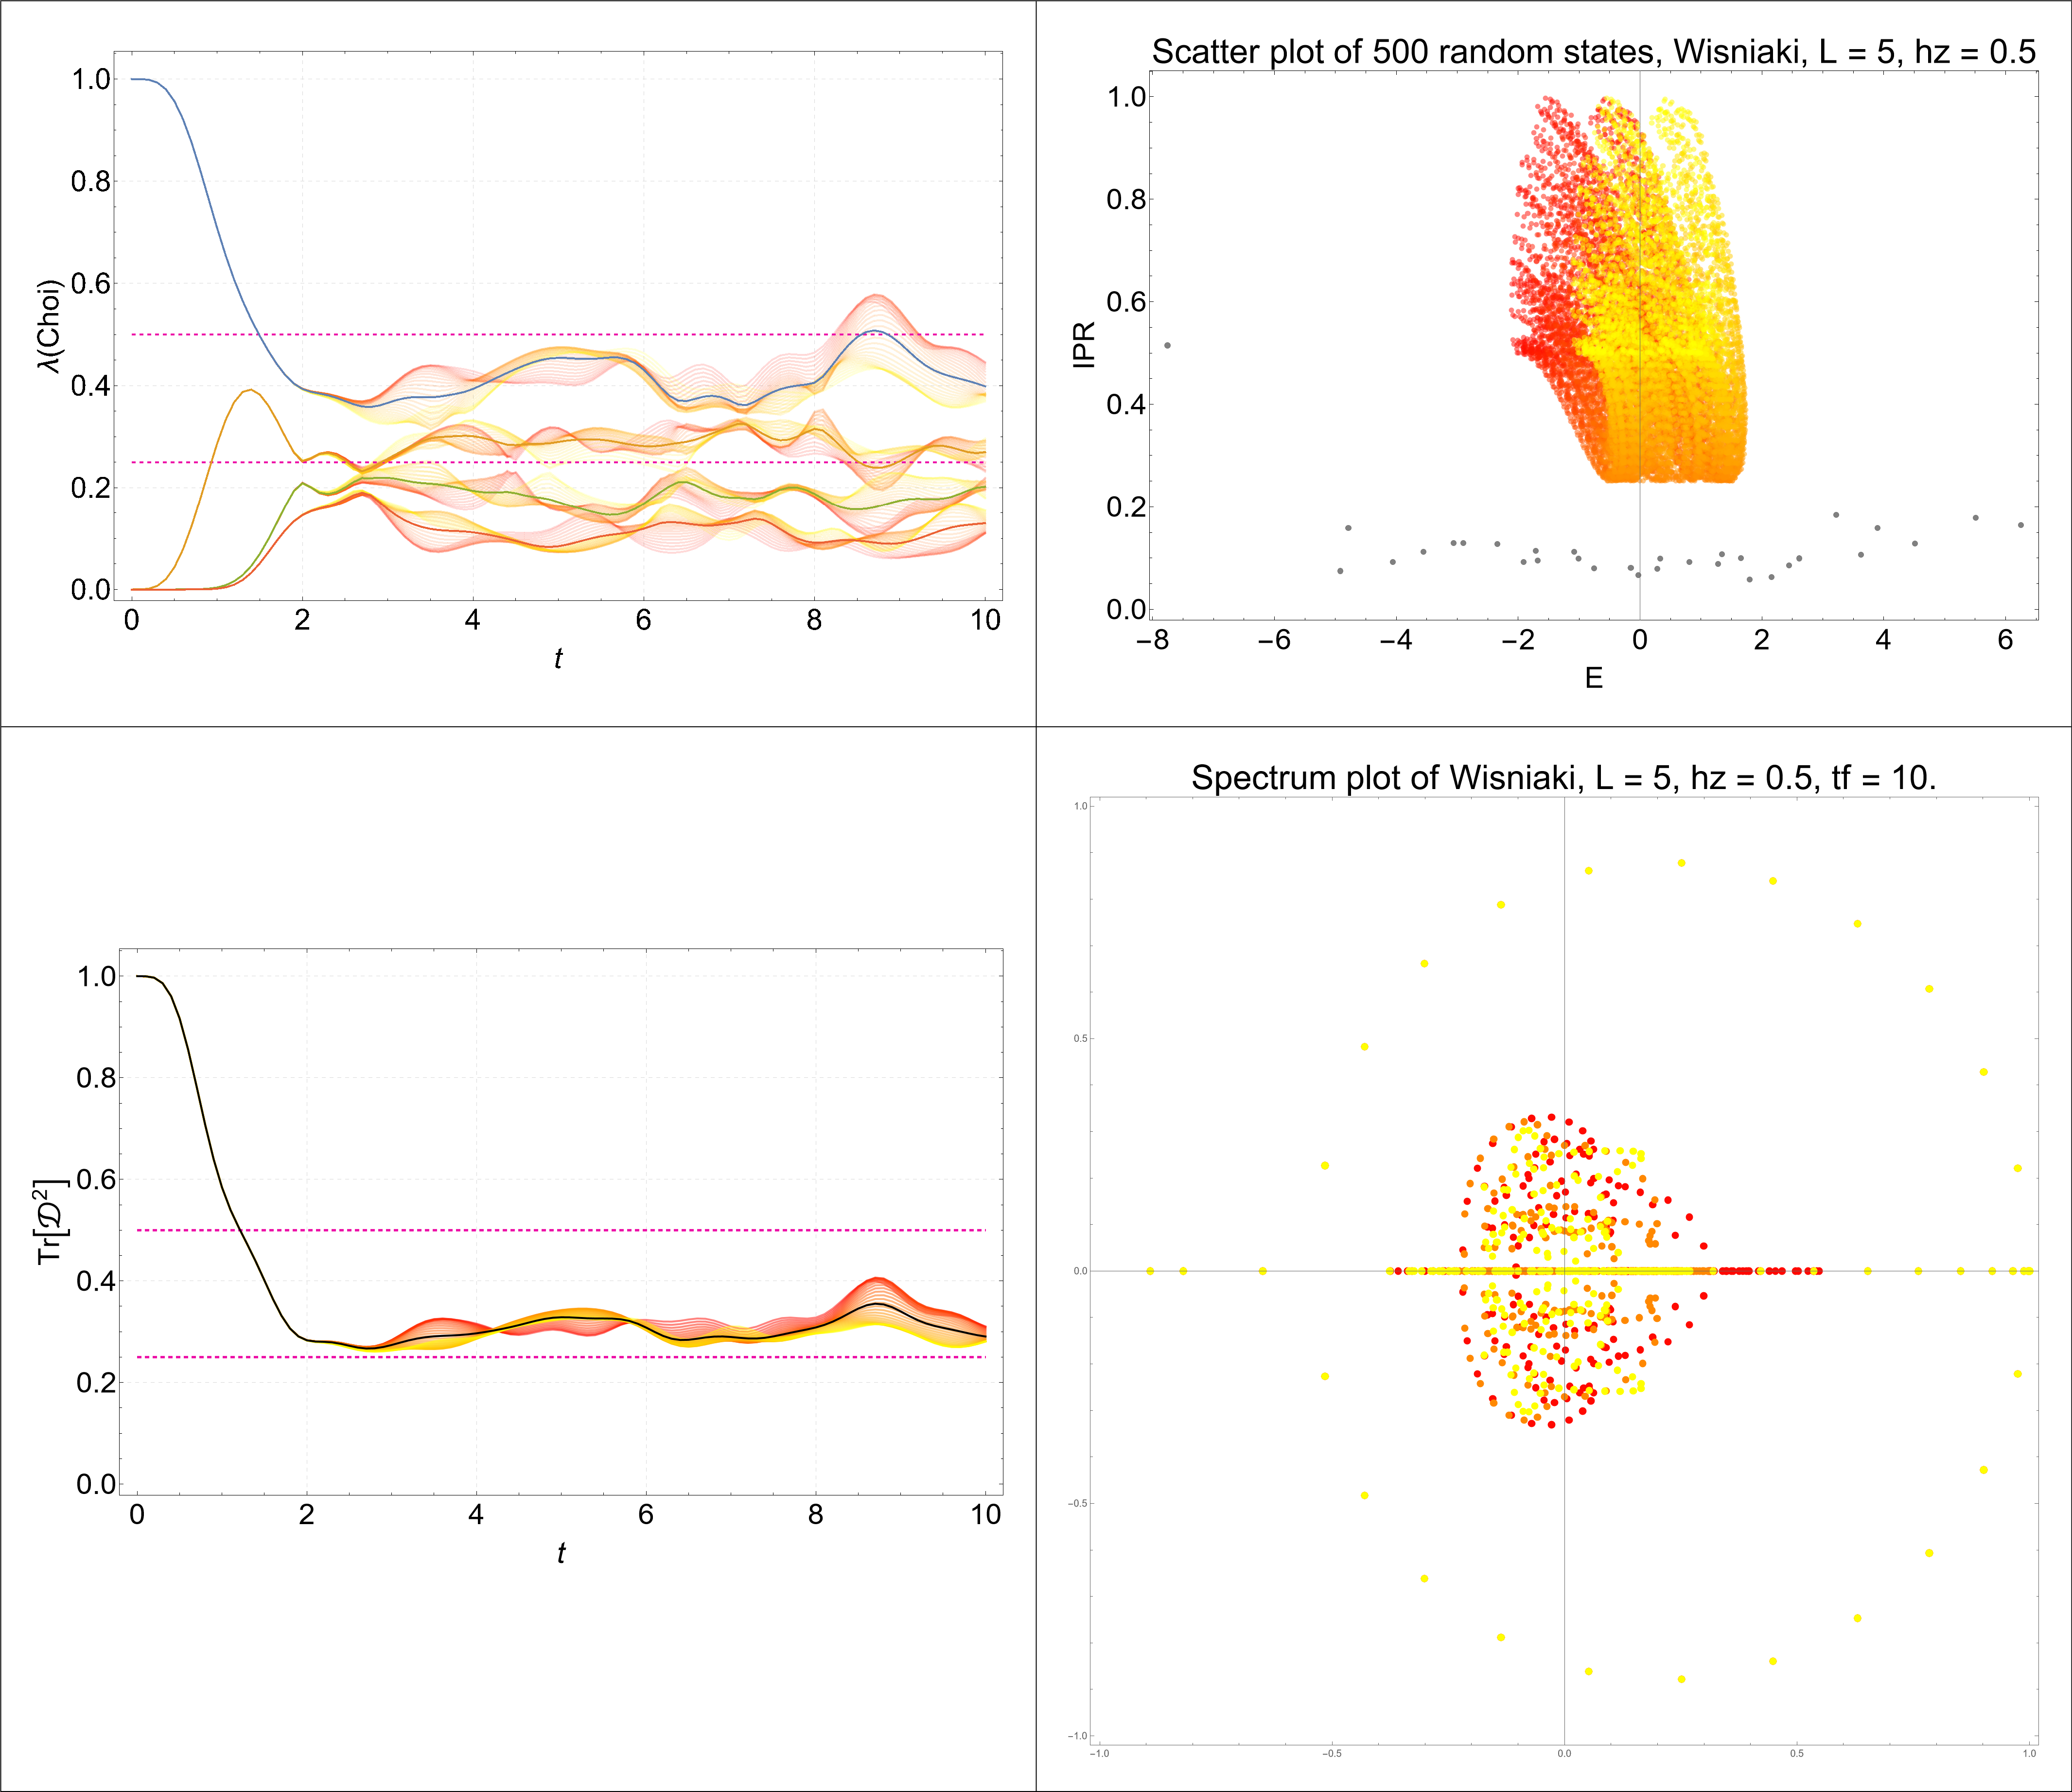 1.0
0.8
0.6
0.4
0.2
0.0
λ(Choi)
0 2 4 6 8 10
t
Scatter plot of 500 random states, Wisniaki, L = 5, hz = 0.5
1.0
0.8
0.6
0.4
0.2
0.0
IPR
−8 −6 −4 −2 0 2 4 6
E
1.0
0.8
0.6
0.4
0.2
0.0
Tr[𝒟²]
0 2 4 6 8 10
t
Spectrum plot of Wisniaki, L = 5, hz = 0.5, tf = 10.
1.0
0.5
0.0
−0.5
−1.0
−1.0 −0.5 0.0 0.5 1.0